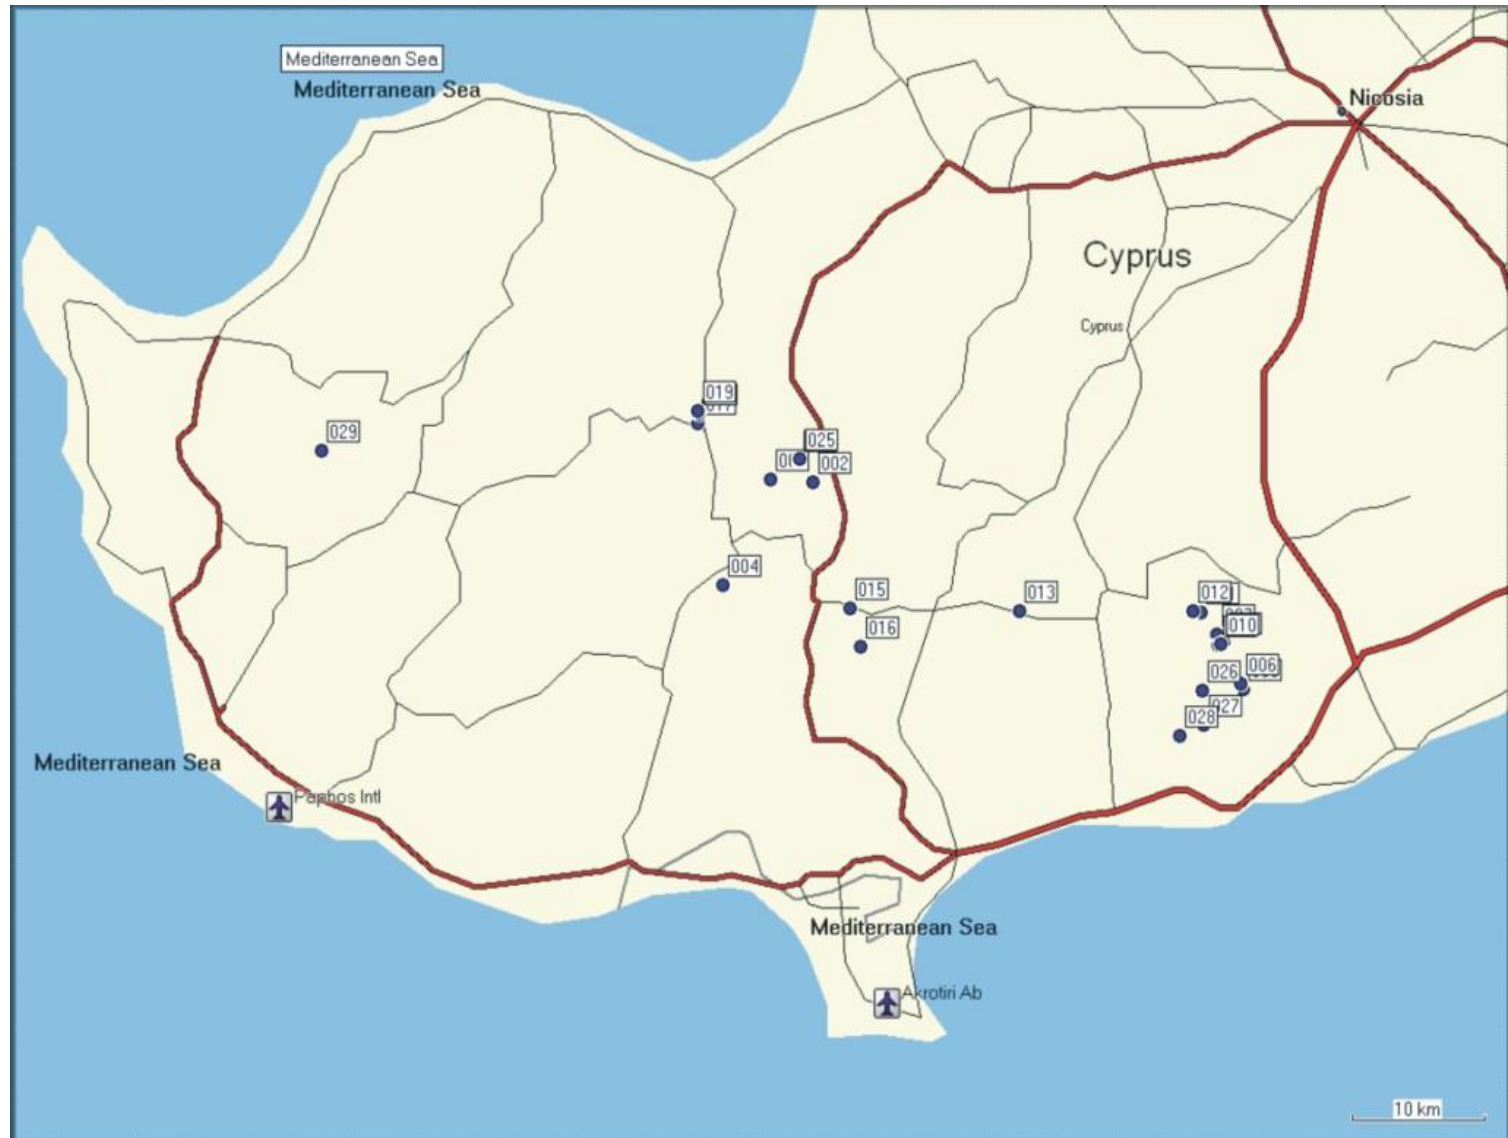 Mediterranean Sea
Mediterranean Sea
Nicosia
Cyprus
Cyprus
019
029
025
002
004
015
013
012
016
010
006
026
027
028
Mediterranean Sea
Paphos Intl
Mediterranean Sea
Akrotiri Ab
10 km